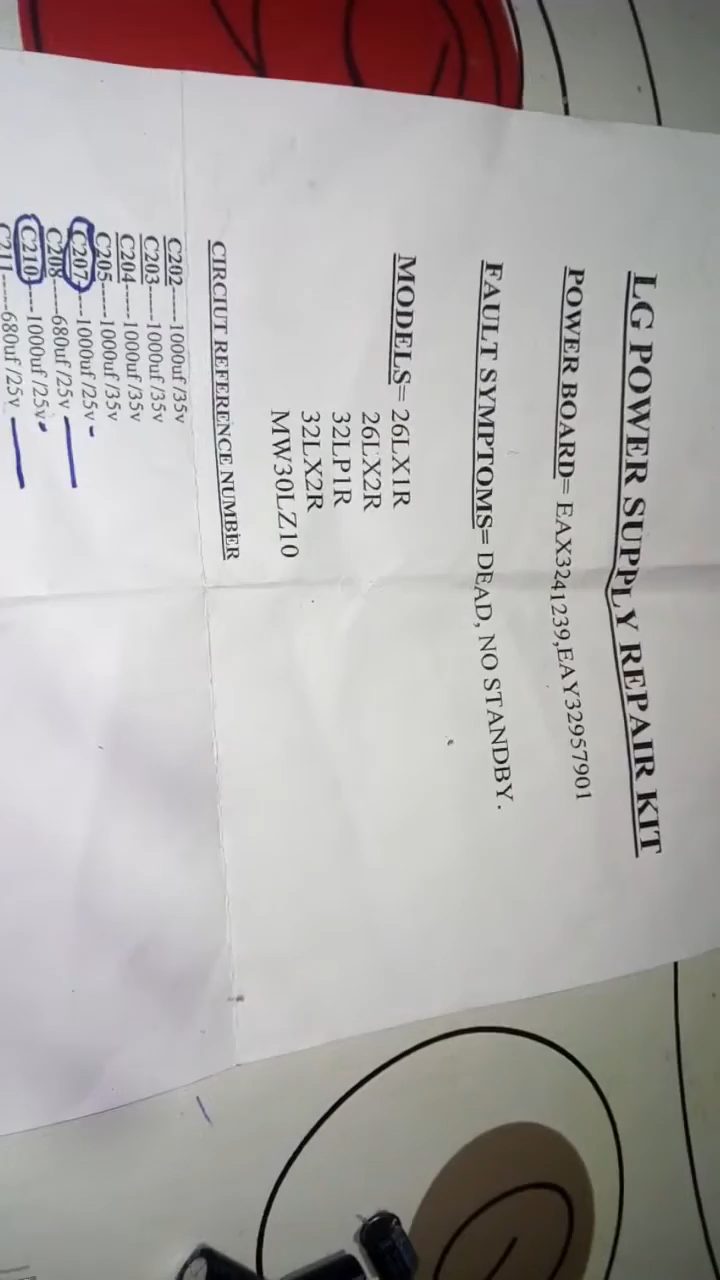 LG POWER SUPPLY REPAIR KIT
POWER BOARD= EAX3241239,EAY32957901
FAULT SYMPTOMS= DEAD, NO STANDBY.
MODELS= 26LX1R
26LX2R
32LP1R
32LX2R
MW30LZ10
CIRCIUT REFERENCE NUMBER
C202-----1000uf /35v
C203-----1000uf /35v
C204-----1000uf /35v
C205-----1000uf /35v
C207-----1000uf /25v
C208-----680uf /25v
C210-----1000uf /25v
C211-----680uf /25v